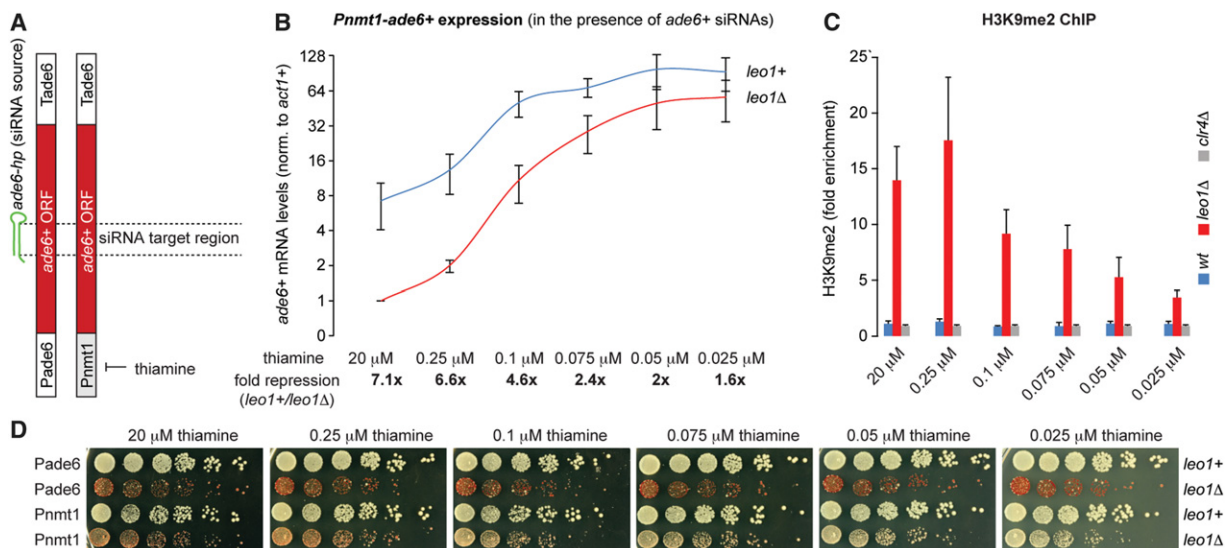 A
ade6-hp (siRNA source)
Tade6
Tade6
ade6+ ORF
ade6+ ORF
siRNA target region
Pade6
Pnmt1
thiamine
B
Pnmt1-ade6+ expression (in the presence of ade6+ siRNAs)
ade6+ mRNA levels (norm. to act1+)
128
64
32
16
8
4
2
1
0
leo1+
leo1Δ
thiamine 20 μM 0.25 μM 0.1 μM 0.075 μM 0.05 μM 0.025 μM
fold repression 7.1x 6.6x 4.6x 2.4x 2x 1.6x
(leo1+/leo1Δ)
C
H3K9me2 ChIP
H3K9me2 (fold enrichment)
25
20
15
10
5
0
20 μM
0.25 μM
0.1 μM
0.075 μM
0.05 μM
0.025 μM
wt
leo1Δ
clr4Δ
D
20 μM thiamine 0.25 μM thiamine 0.1 μM thiamine 0.075 μM thiamine 0.05 μM thiamine 0.025 μM thiamine
Pade6 leo1+
Pade6 leo1Δ
Pnmt1 leo1+
Pnmt1 leo1Δ